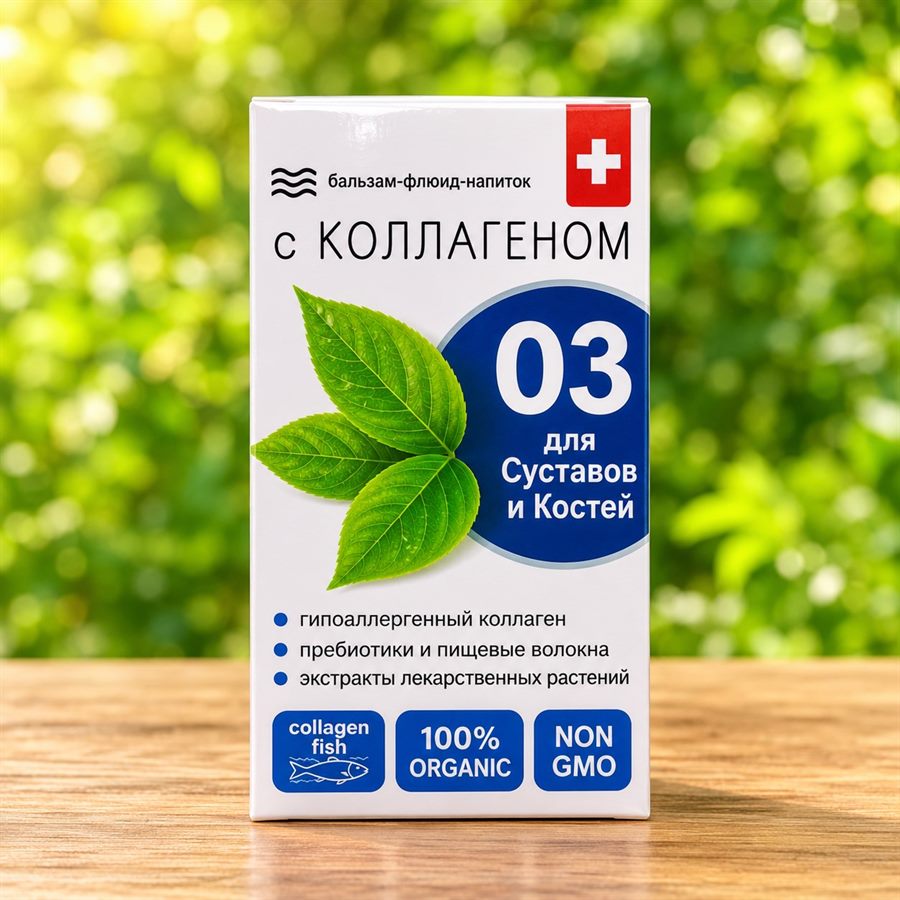 бальзам-флюид-напиток
с КОЛЛАГЕНОМ
03
для
Суставов
и Костей
гипоаллергенный коллаген
пребиотики и пищевые волокна
экстракты лекарственных растений
collagen
fish
100%
ORGANIC
NON
GMO